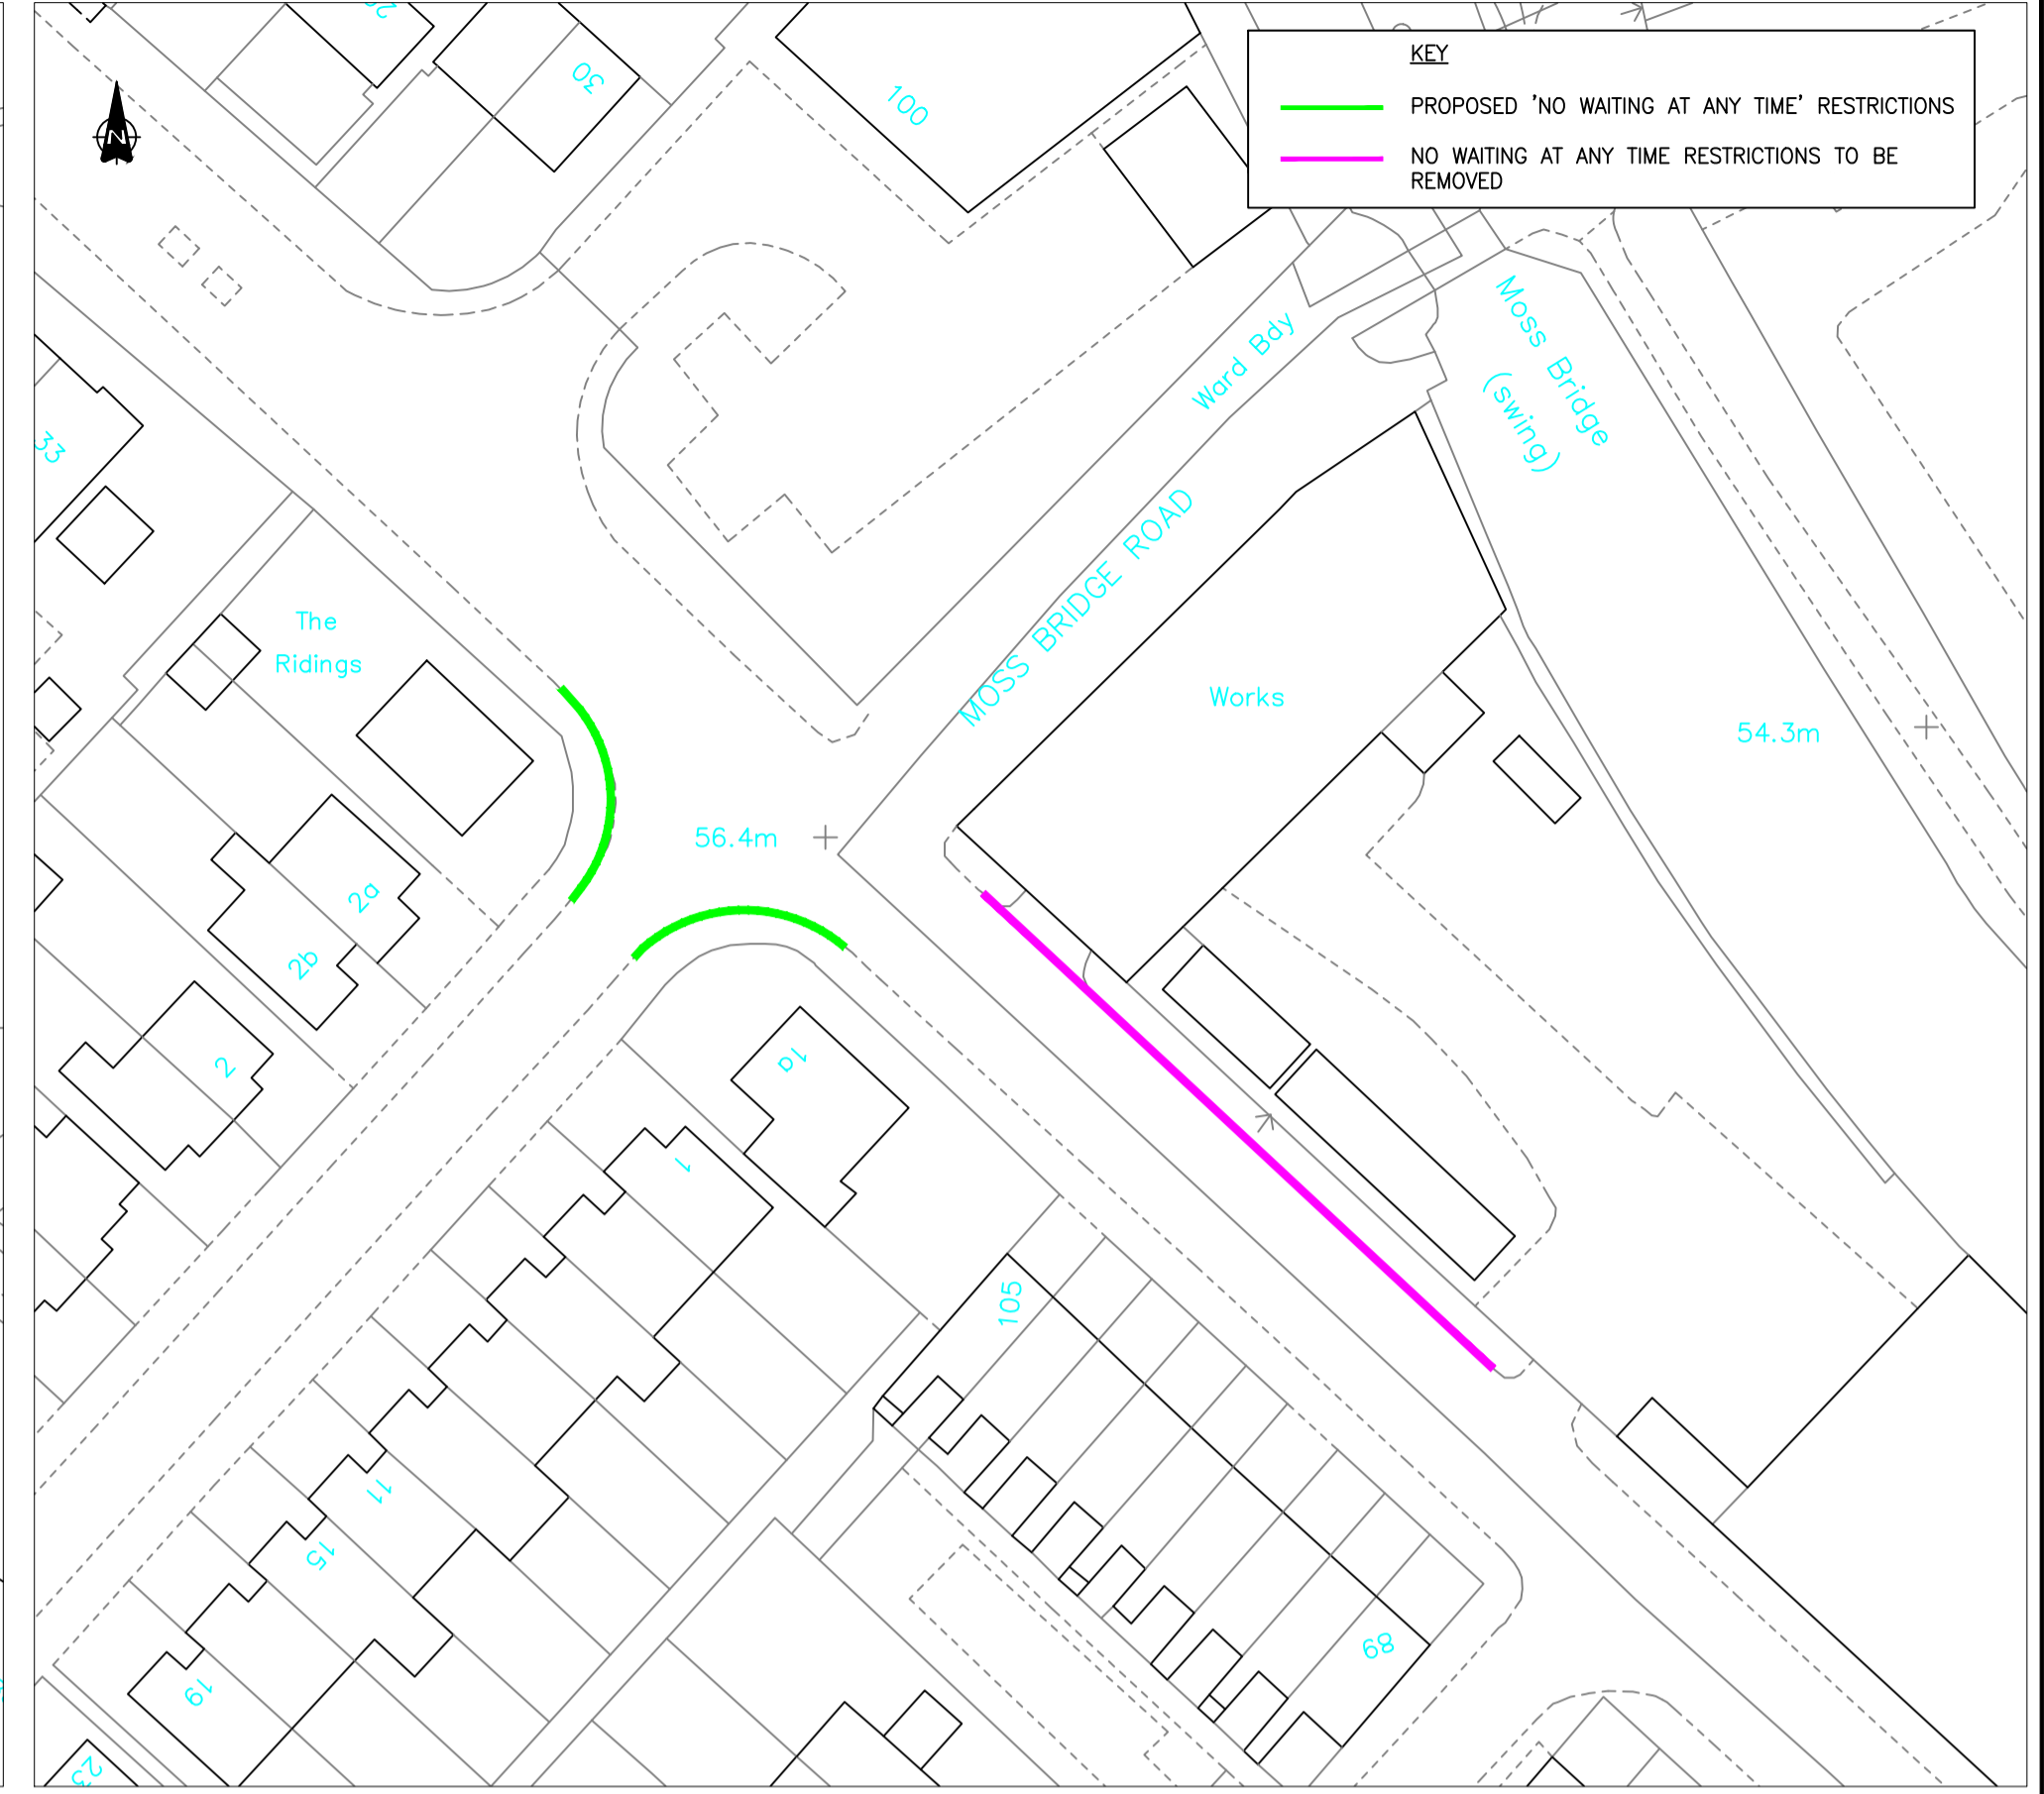 KEY
PROPOSED 'NO WAITING AT ANY TIME' RESTRICTIONS
NO WAITING AT ANY TIME RESTRICTIONS TO BE
REMOVED
N
30
100
33
Ward Bdy
Moss Bridge
(swing)
MOSS BRIDGE ROAD
The
Ridings
Works
54.3m
56.4m
2a
2b
2
1a
1
105
11
15
19
89
23